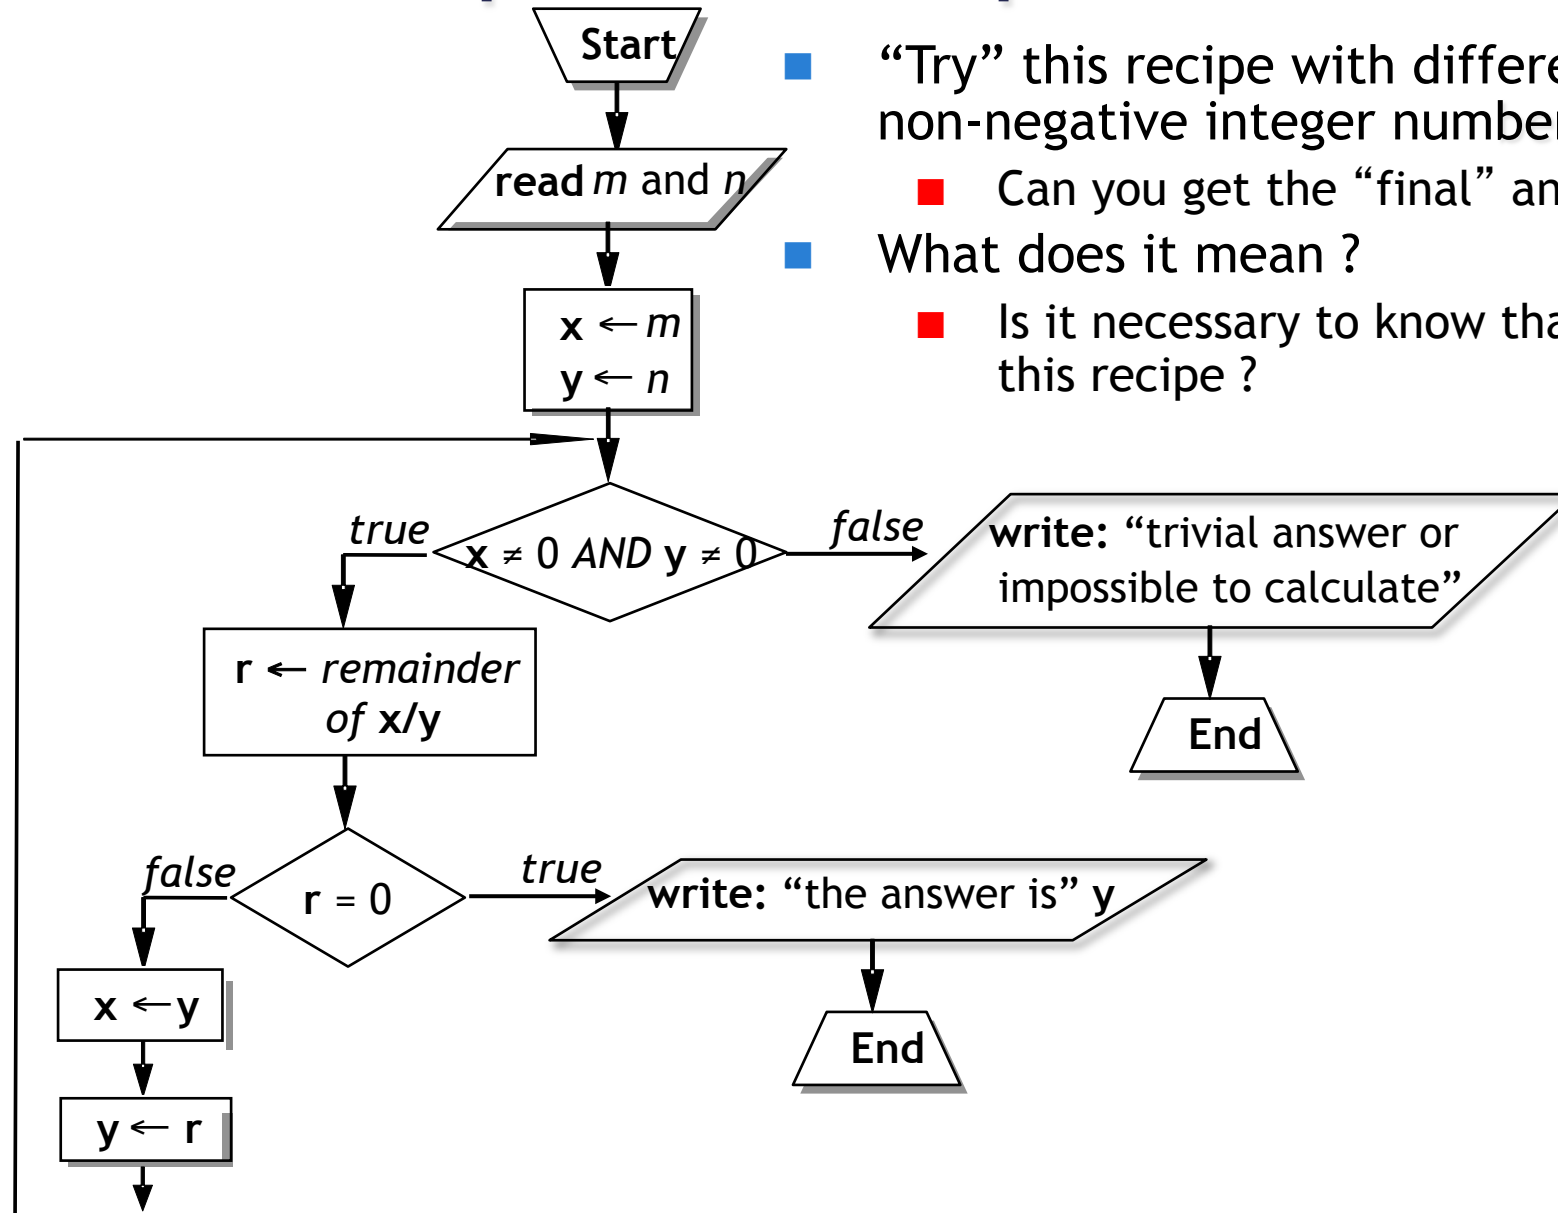 Start
“Try” this recipe with differe
non-negative integer number
read m and n
Can you get the “final” an
What does it mean ?
x ← m
y ← n
Is it necessary to know tha
this recipe ?
true
x ≠ 0 AND y ≠ 0
false
write: “trivial answer or
impossible to calculate”
r ← remainder
of x/y
End
false
r = 0
true
write: “the answer is” y
x ← y
End
y ← r